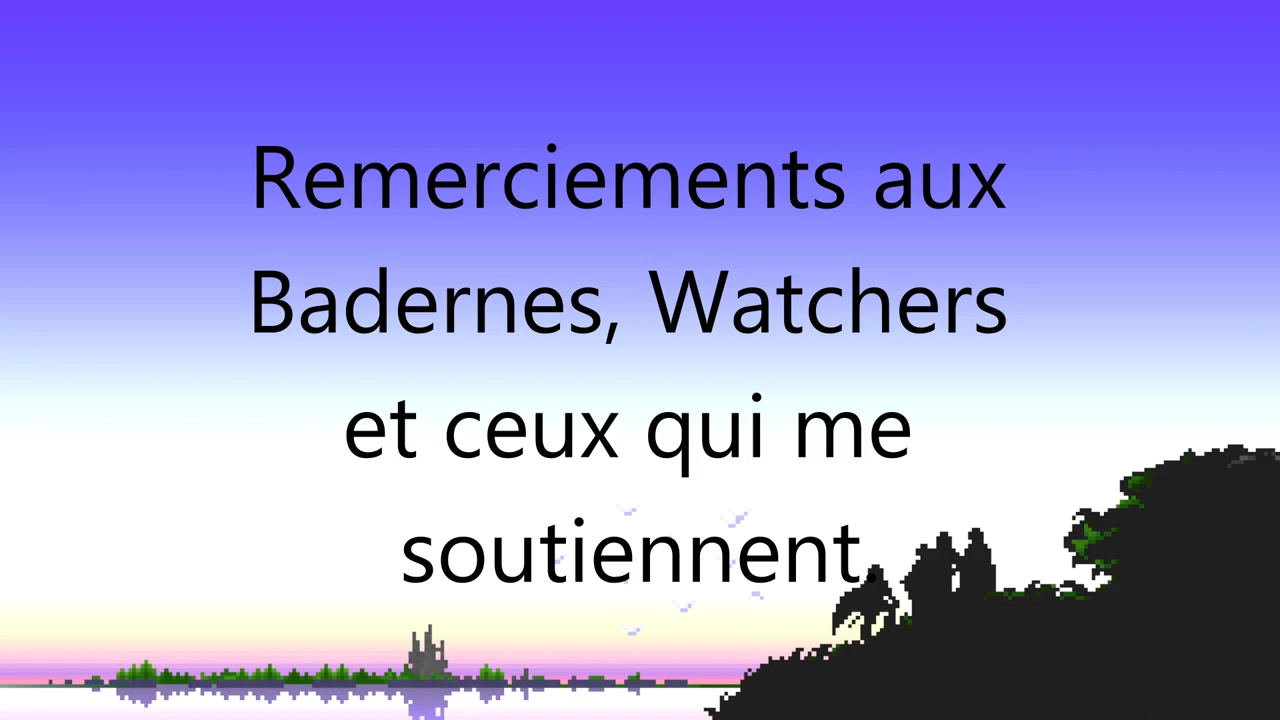 Remerciements aux
Badernes, Watchers
et ceux qui me
soutiennent.